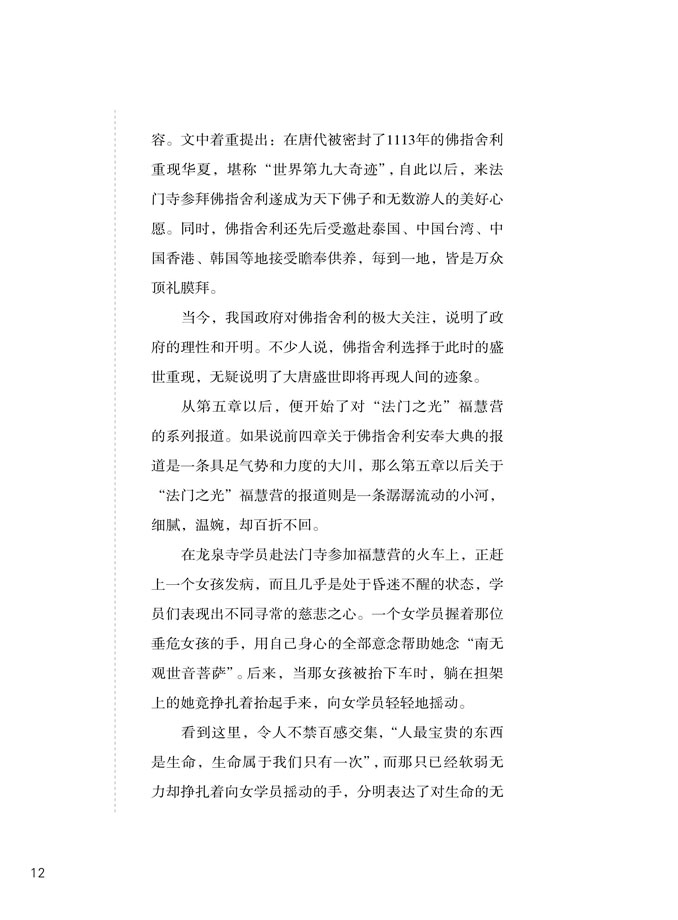 容。文中着重提出：在唐代被密封了1113年的佛指舍利
重现华夏，堪称“世界第九大奇迹”，自此以后，来法
门寺参拜佛指舍利遂成为天下佛子和无数游人的美好心
愿。同时，佛指舍利还先后受邀赴泰国、中国台湾、中
国香港、韩国等地接受瞻奉供养，每到一地，皆是万众
顶礼膜拜。
当今，我国政府对佛指舍利的极大关注，说明了政
府的理性和开明。不少人说，佛指舍利选择于此时的盛
世重现，无疑说明了大唐盛世即将再现人间的迹象。
从第五章以后，便开始了对“法门之光”福慧营
的系列报道。如果说前四章关于佛指舍利安奉大典的报
道是一条具足气势和力度的大川，那么第五章以后关于
“法门之光”福慧营的报道则是一条潺潺流动的小河，
细腻，温婉，却百折不回。
在龙泉寺学员赴法门寺参加福慧营的火车上，正赶
上一个女孩发病，而且几乎是处于昏迷不醒的状态，学
员们表现出不同寻常的慈悲之心。一个女学员握着那位
垂危女孩的手，用自己身心的全部意念帮助她念“南无
观世音菩萨”。后来，当那女孩被抬下车时，躺在担架
上的她竟挣扎着抬起手来，向女学员轻轻地摇动。
看到这里，令人不禁百感交集，“人最宝贵的东西
是生命，生命属于我们只有一次”，而那只已经软弱无
力却挣扎着向女学员摇动的手，分明表达了对生命的无
12